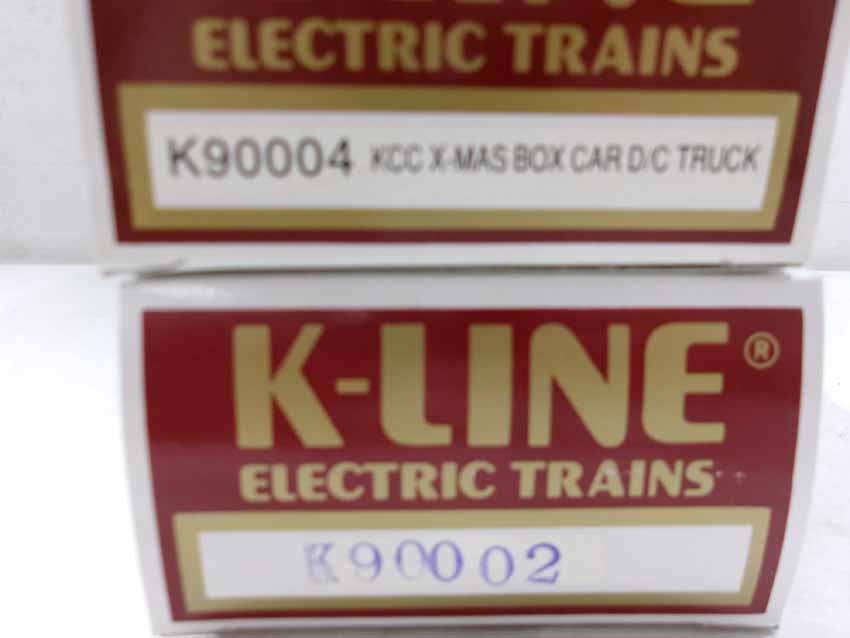 ELECTRIC TRAINS
K90004 KCC X-MAS BOX CAR D/C TRUCK
K-LINE ®
ELECTRIC TRAINS
K90002